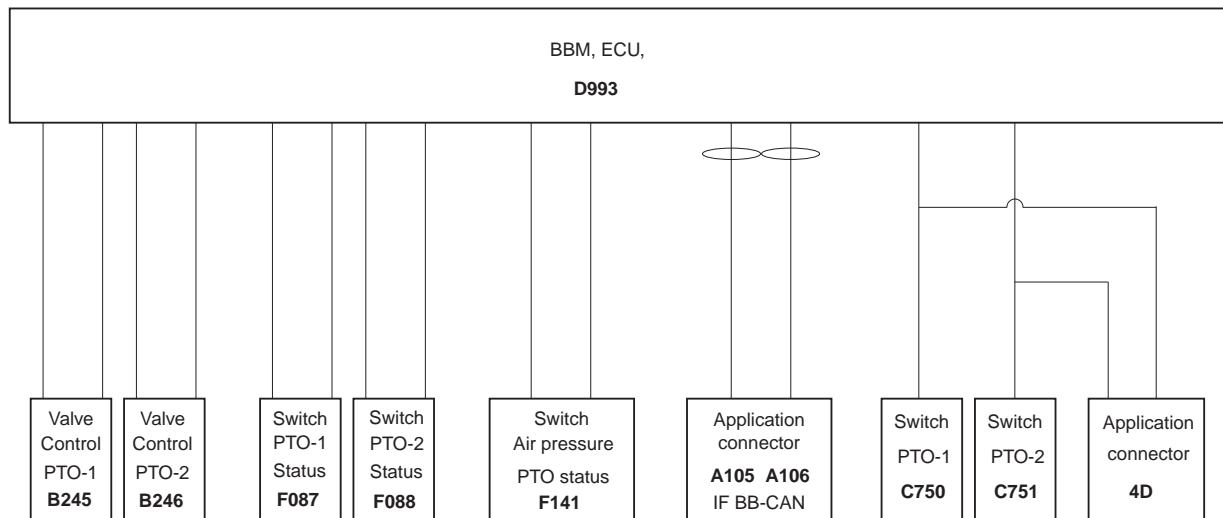 BBM, ECU,
D993
Valve
Control
PTO-1
B245
Valve
Control
PTO-2
B246
Switch
PTO-1
Status
F087
Switch
PTO-2
Status
F088
Switch
Air pressure
PTO status
F141
Application
connector
A105 A106
IF BB-CAN
Switch
PTO-1
C750
Switch
PTO-2
C751
Application
connector
4D